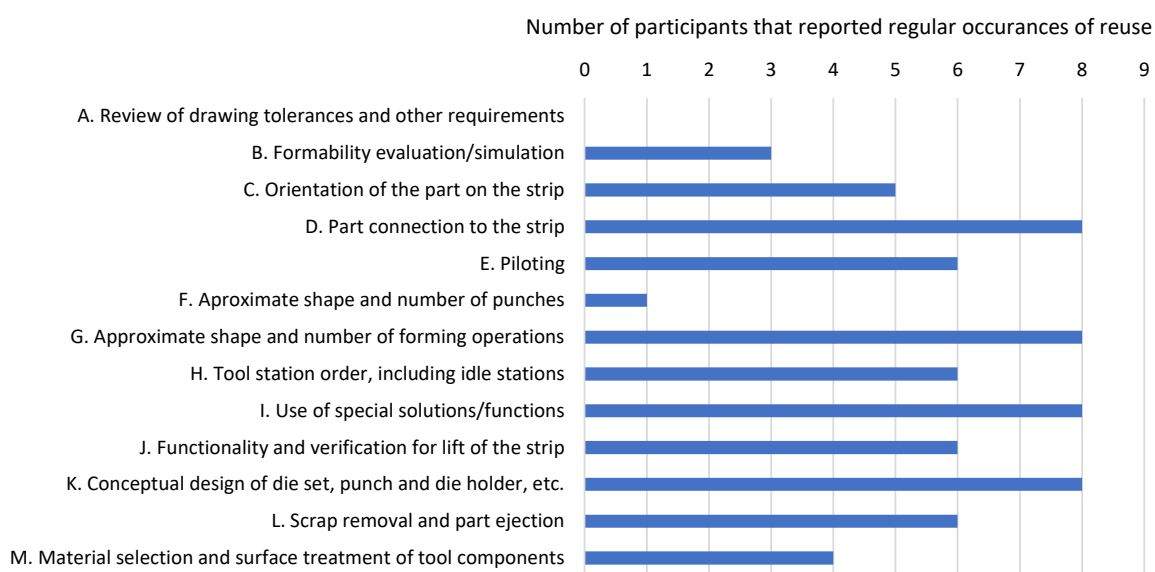 Number of participants that reported regular occurances of reuse
0 1 2 3 4 5 6 7 8 9
A. Review of drawing tolerances and other requirements
B. Formability evaluation/simulation
C. Orientation of the part on the strip
D. Part connection to the strip
E. Piloting
F. Aproximate shape and number of punches
G. Approximate shape and number of forming operations
H. Tool station order, including idle stations
I. Use of special solutions/functions
J. Functionality and verification for lift of the strip
K. Conceptual design of die set, punch and die holder, etc.
L. Scrap removal and part ejection
M. Material selection and surface treatment of tool components